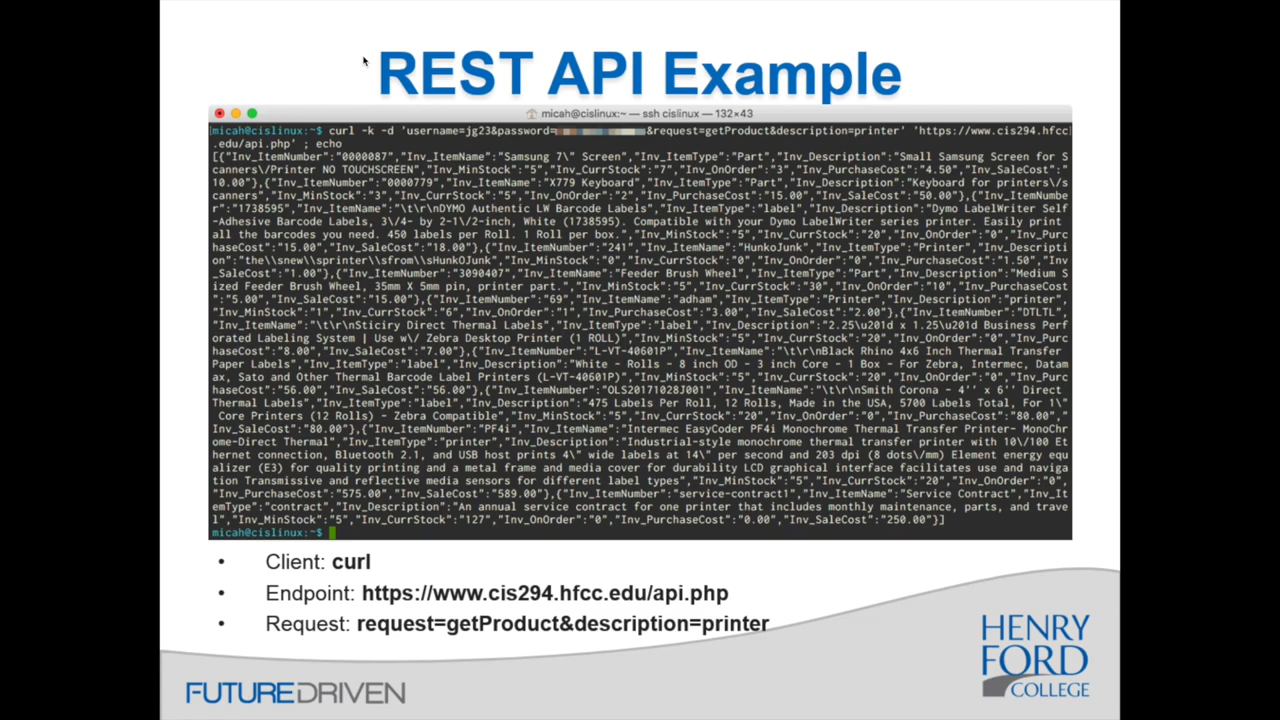 REST API Example
micah@cislinux:~ — ssh cislinux — 132×43
micah@cislinux:~$ curl -k -d 'username=jg23&password= &request=getProduct&description=printer' 'https://www.cis294.hfcc
.edu/api.php' ; echo
[{"Inv_ItemNumber":"0000087","Inv_ItemName":"Samsung 7\" Screen","Inv_ItemType":"Part","Inv_Description":"Small Samsung Screen for S
canners\/Printer NO TOUCHSCREEN","Inv_MinStock":"5","Inv_CurrStock":"7","Inv_OnOrder":"3","Inv_PurchaseCost":"4.50","Inv_SaleCost":"
10.00"},{"Inv_ItemNumber":"0000779","Inv_ItemName":"X779 Keyboard","Inv_ItemType":"Part","Inv_Description":"Keyboard for printers\/s
canners","Inv_MinStock":"3","Inv_CurrStock":"5","Inv_OnOrder":"2","Inv_PurchaseCost":"15.00","Inv_SaleCost":"50.00"},{"Inv_ItemNumbe
r":"1738595","Inv_ItemName":"\t\r\nDYMO Authentic LW Barcode Labels","Inv_ItemType":"label","Inv_Description":"Dymo LabelWriter Self
-Adhesive Barcode Labels, 3\/4- by 2-1\/2-inch, White (1738595). Compatible with your Dymo LabelWriter series printer. Easily print
all the barcodes you need. 450 labels per Roll. 1 Roll per box.","Inv_MinStock":"5","Inv_CurrStock":"20","Inv_OnOrder":"0","Inv_Purc
haseCost":"15.00","Inv_SaleCost":"18.00"},{"Inv_ItemNumber":"241","Inv_ItemName":"HunkoJunk","Inv_ItemType":"Printer","Inv_Descripti
on":"the\\snew\\sprinter\\sfrom\\sHunkOJunk","Inv_MinStock":"0","Inv_CurrStock":"0","Inv_OnOrder":"0","Inv_PurchaseCost":"1.50","Inv
_SaleCost":"1.00"},{"Inv_ItemNumber":"3090407","Inv_ItemName":"Feeder Brush Wheel","Inv_ItemType":"Part","Inv_Description":"Medium S
ized Feeder Brush Wheel, 35mm X 5mm pin, printer part.","Inv_MinStock":"5","Inv_CurrStock":"30","Inv_OnOrder":"10","Inv_PurchaseCost
":"5.00","Inv_SaleCost":"15.00"},{"Inv_ItemNumber":"69","Inv_ItemName":"adham","Inv_ItemType":"Printer","Inv_Description":"printer",
"Inv_MinStock":"1","Inv_CurrStock":"6","Inv_OnOrder":"1","Inv_PurchaseCost":"3.00","Inv_SaleCost":"2.00"},{"Inv_ItemNumber":"DTLTL",
"Inv_ItemName":"\t\r\nSticiry Direct Thermal Labels","Inv_ItemType":"label","Inv_Description":"2.25\u201d x 1.25\u201d Business Perf
orated Labeling System | Use w\/ Zebra Desktop Printer (1 ROLL)","Inv_MinStock":"5","Inv_CurrStock":"20","Inv_OnOrder":"0","Inv_Purc
haseCost":"8.00","Inv_SaleCost":"7.00"},{"Inv_ItemNumber":"L-VT-40601P","Inv_ItemName":"\t\r\nBlack Rhino 4x6 Inch Thermal Transfer
Paper Labels","Inv_ItemType":"label","Inv_Description":"White - Rolls - 8 inch OD - 3 inch Core - 1 Box - For Zebra, Intermec, Datam
ax, Sato and Other Thermal Barcode Label Printers (L-VT-40601P)","Inv_MinStock":"5","Inv_CurrStock":"20","Inv_OnOrder":"0","Inv_Purc
haseCost":"56.00","Inv_SaleCost":"56.00"},{"Inv_ItemNumber":"OLS20171028J001","Inv_ItemName":"\t\r\nSmith Corona - 4'' x 6'' Direct
Thermal Labels","Inv_ItemType":"label","Inv_Description":"475 Labels Per Roll, 12 Rolls, Made in the USA, 5700 Labels Total, For 1\"
Core Printers (12 Rolls) - Zebra Compatible","Inv_MinStock":"5","Inv_CurrStock":"20","Inv_OnOrder":"0","Inv_PurchaseCost":"80.00","
Inv_SaleCost":"80.00"},{"Inv_ItemNumber":"PF4i","Inv_ItemName":"Intermec EasyCoder PF4i Monochrome Thermal Transfer Printer- MonoChr
ome-Direct Thermal","Inv_ItemType":"printer","Inv_Description":"Industrial-style monochrome thermal transfer printer with 10\/100 Et
hernet connection, Bluetooth 2.1, and USB host prints 4\" wide labels at 14\" per second and 203 dpi (8 dots\/mm) Element energy equ
alizer (E3) for quality printing and a metal frame and media cover for durability LCD graphical interface facilitates use and naviga
tion Transmissive and reflective media sensors for different label types","Inv_MinStock":"5","Inv_CurrStock":"20","Inv_OnOrder":"0",
"Inv_PurchaseCost":"575.00","Inv_SaleCost":"589.00"},{"Inv_ItemNumber":"service-contract1","Inv_ItemName":"Service Contract","Inv_It
emType":"contract","Inv_Description":"An annual service contract for one printer that includes monthly maintenance, parts, and trave
l","Inv_MinStock":"5","Inv_CurrStock":"127","Inv_OnOrder":"0","Inv_PurchaseCost":"0.00","Inv_SaleCost":"250.00"}]
micah@cislinux:~$
• Client: curl
• Endpoint: https://www.cis294.hfcc.edu/api.php
• Request: request=getProduct&description=printer
FUTUREDRIVEN
HENRY
FORD
COLLEGE